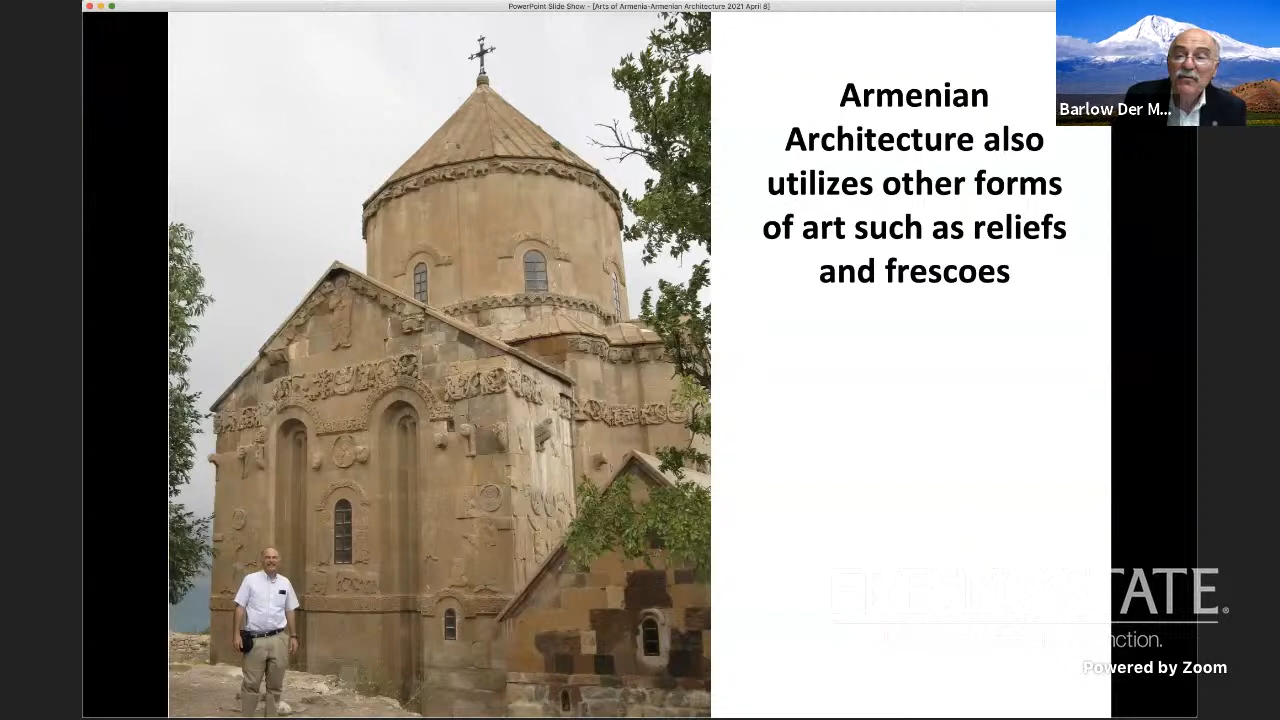 PowerPoint Slide Show - [Arts of Armenia-Armenian Architecture 2021 April 8]
Armenian
Architecture also
utilizes other forms
of art such as reliefs
and frescoes
Barlow Der M...
STATE
Powered by Zoom